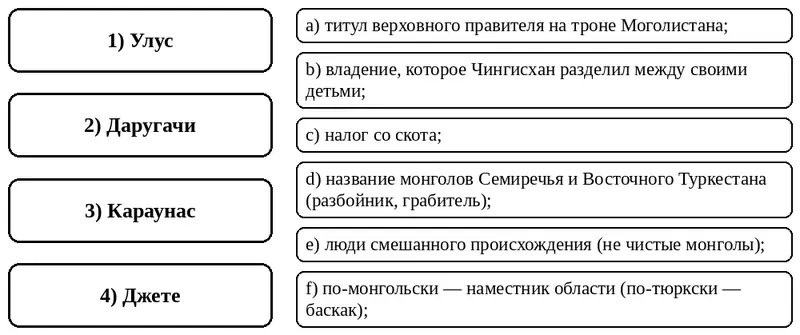 1) Улус
2) Даругачи
3) Караунас
4) Джете
a) титул верховного правителя на троне Моголистана;
b) владение, которое Чингисхан разделил между своими
детьми;
c) налог со скота;
d) название монголов Семиречья и Восточного Туркестана
(разбойник, грабитель);
e) люди смешанного происхождения (не чистые монголы);
f) по-монгольски — наместник области (по-тюркски —
баскак);